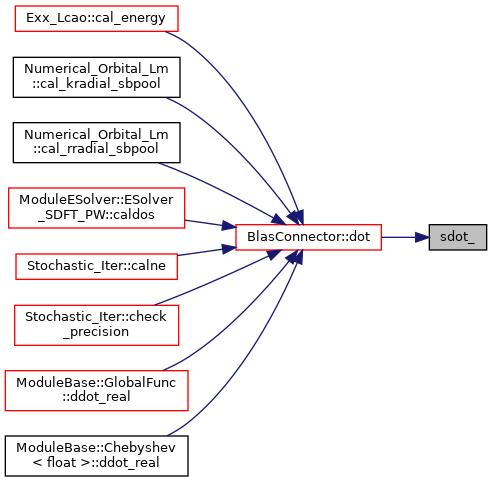 Exx_Lcao::cal_energy
Numerical_Orbital_Lm
::cal_kradial_sbpool
Numerical_Orbital_Lm
::cal_rradial_sbpool
ModuleESolver::ESolver
_SDFT_PW::caldos
Stochastic_Iter::calne
Stochastic_Iter::check
_precision
ModuleBase::GlobalFunc
::ddot_real
ModuleBase::Chebyshev
< float >::ddot_real
BlasConnector::dot
sdot_